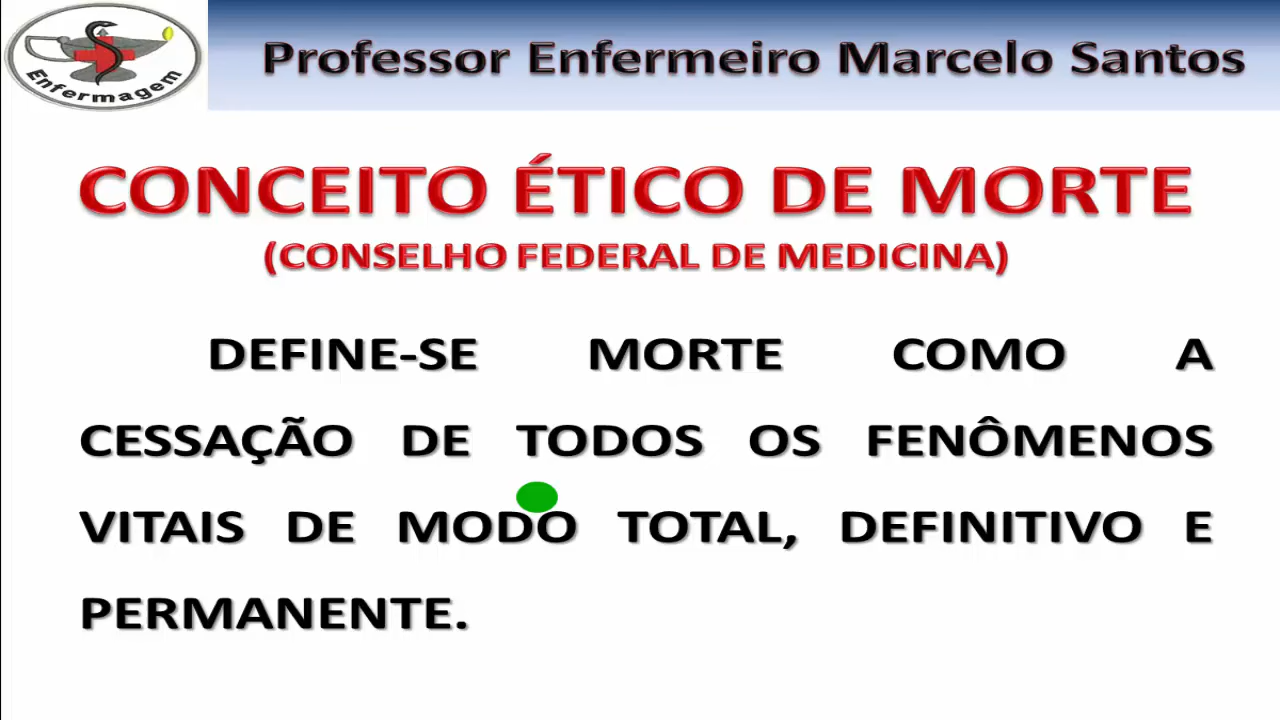 Enfermagem
Professor Enfermeiro Marcelo Santos
CONCEITO ÉTICO DE MORTE
(CONSELHO FEDERAL DE MEDICINA)
DEFINE-SE MORTE COMO A
CESSAÇÃO DE TODOS OS FENÔMENOS
VITAIS DE MODO TOTAL, DEFINITIVO E
PERMANENTE.